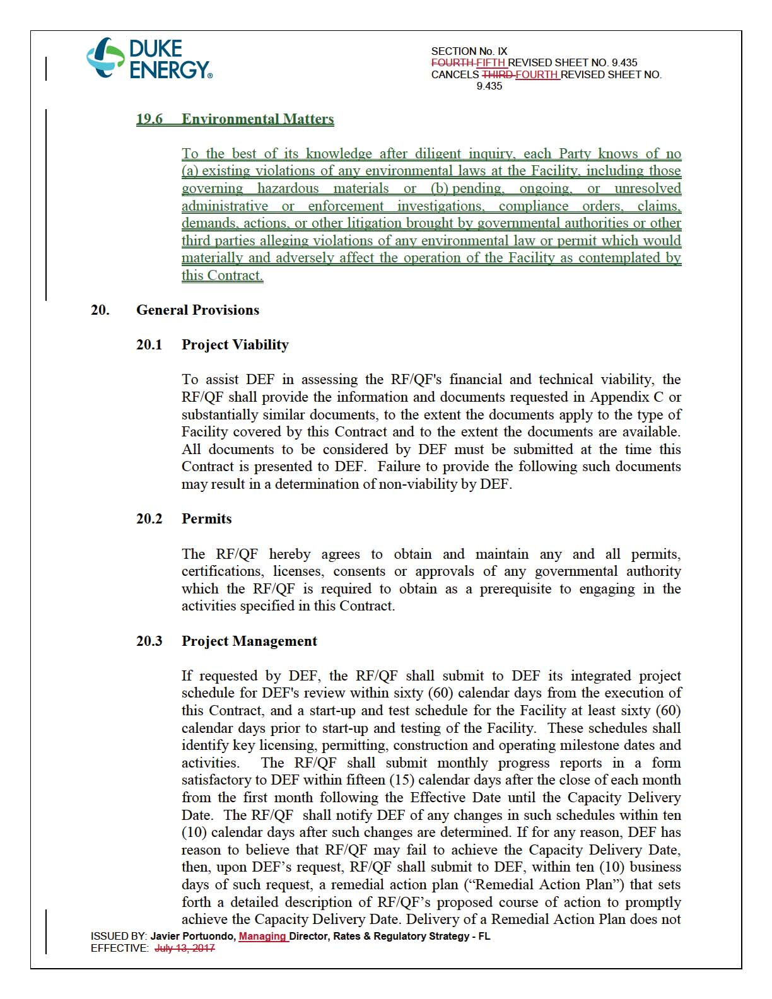 DUKE
ENERGY®
SECTION No. IX
FOURTH FIFTH REVISED SHEET NO. 9.435
CANCELS THIRD FOURTH REVISED SHEET NO.
9.435
19.6 Environmental Matters
To the best of its knowledge after diligent inquiry, each Party knows of no
(a) existing violations of any environmental laws at the Facility, including those
governing hazardous materials or (b) pending, ongoing, or unresolved
administrative or enforcement investigations, compliance orders, claims,
demands, actions, or other litigation brought by governmental authorities or other
third parties alleging violations of any environmental law or permit which would
materially and adversely affect the operation of the Facility as contemplated by
this Contract.
20. General Provisions
20.1 Project Viability
To assist DEF in assessing the RF/QF's financial and technical viability, the
RF/QF shall provide the information and documents requested in Appendix C or
substantially similar documents, to the extent the documents apply to the type of
Facility covered by this Contract and to the extent the documents are available.
All documents to be considered by DEF must be submitted at the time this
Contract is presented to DEF. Failure to provide the following such documents
may result in a determination of non-viability by DEF.
20.2 Permits
The RF/QF hereby agrees to obtain and maintain any and all permits,
certifications, licenses, consents or approvals of any governmental authority
which the RF/QF is required to obtain as a prerequisite to engaging in the
activities specified in this Contract.
20.3 Project Management
If requested by DEF, the RF/QF shall submit to DEF its integrated project
schedule for DEF's review within sixty (60) calendar days from the execution of
this Contract, and a start-up and test schedule for the Facility at least sixty (60)
calendar days prior to start-up and testing of the Facility. These schedules shall
identify key licensing, permitting, construction and operating milestone dates and
activities. The RF/QF shall submit monthly progress reports in a form
satisfactory to DEF within fifteen (15) calendar days after the close of each month
from the first month following the Effective Date until the Capacity Delivery
Date. The RF/QF shall notify DEF of any changes in such schedules within ten
(10) calendar days after such changes are determined. If for any reason, DEF has
reason to believe that RF/QF may fail to achieve the Capacity Delivery Date,
then, upon DEF’s request, RF/QF shall submit to DEF, within ten (10) business
days of such request, a remedial action plan (“Remedial Action Plan”) that sets
forth a detailed description of RF/QF’s proposed course of action to promptly
achieve the Capacity Delivery Date. Delivery of a Remedial Action Plan does not
ISSUED BY: Javier Portuondo, Managing Director, Rates & Regulatory Strategy - FL
EFFECTIVE: July 13, 2017